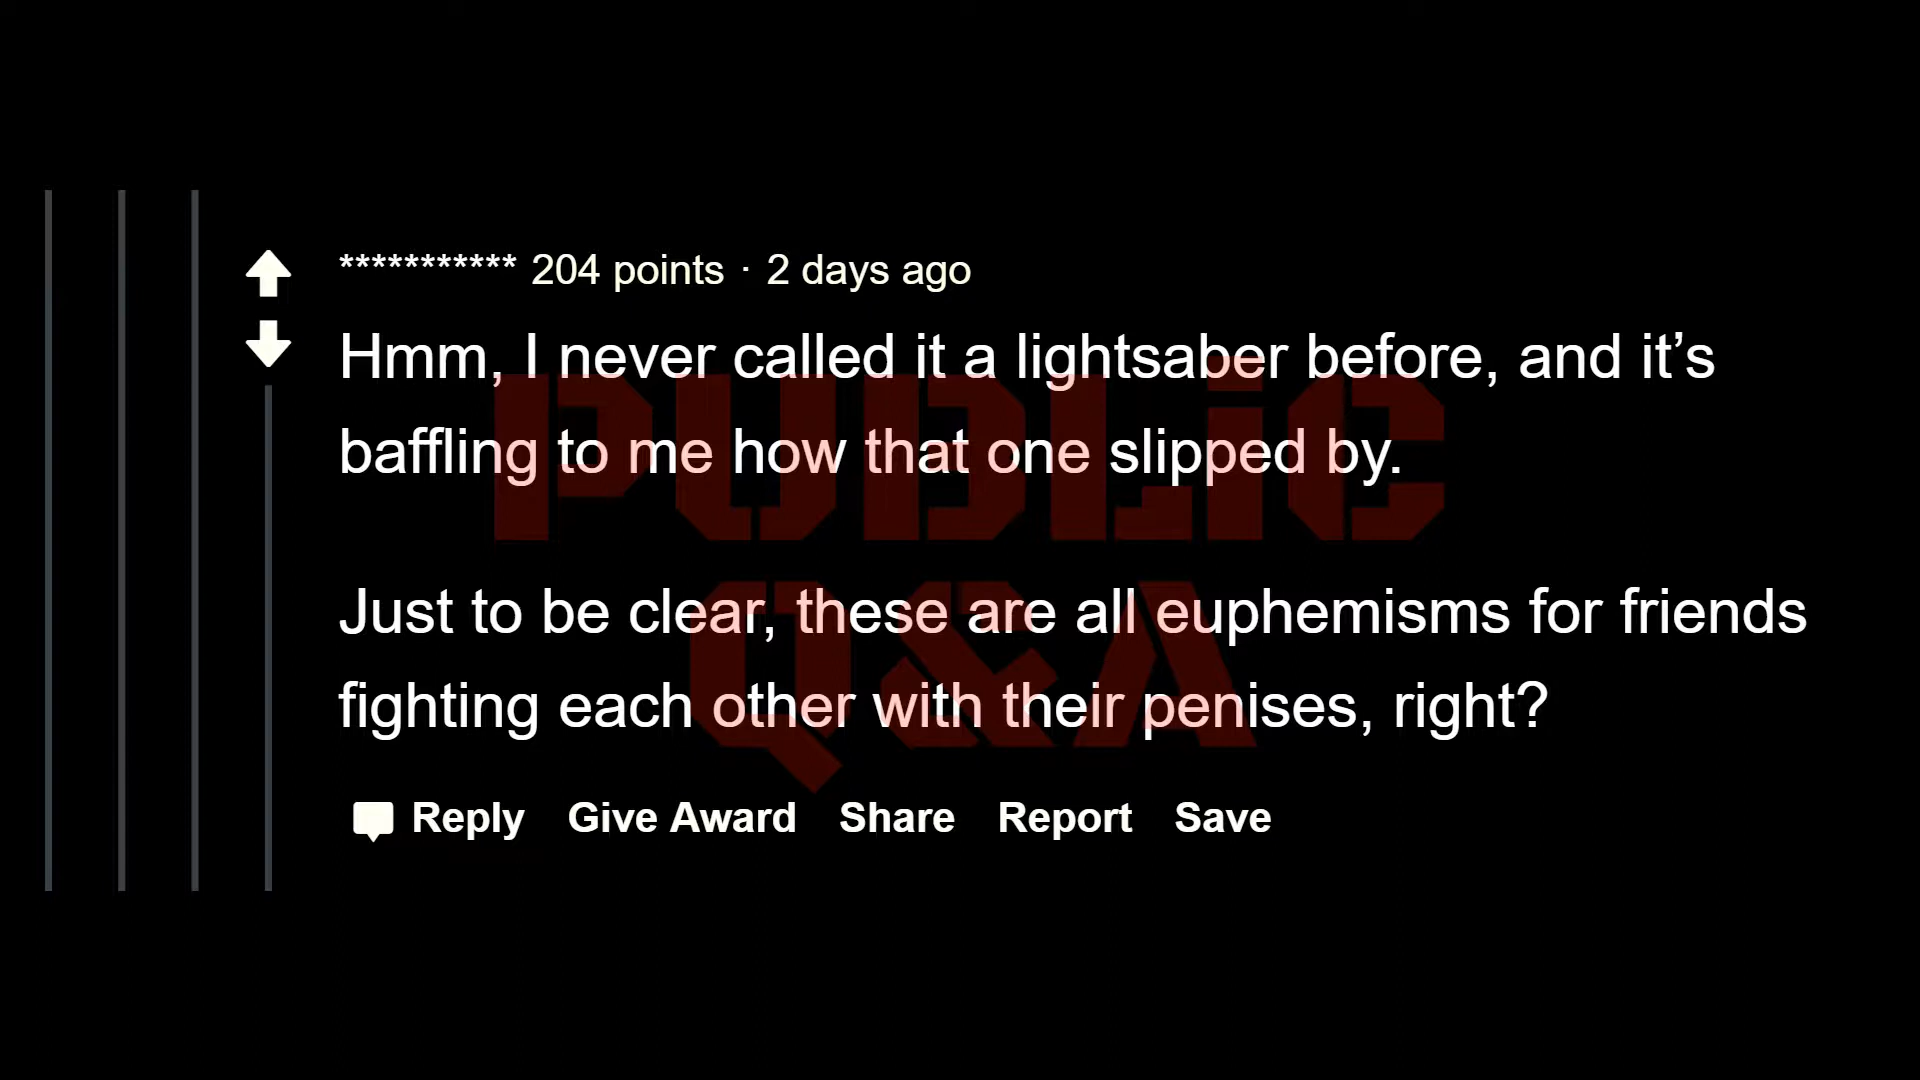 *********** 204 points · 2 days ago
Hmm, I never called it a lightsaber before, and it’s
baffling to me how that one slipped by.
Just to be clear, these are all euphemisms for friends
fighting each other with their penises, right?
Reply Give Award Share Report Save
PUBLiC
Q&A